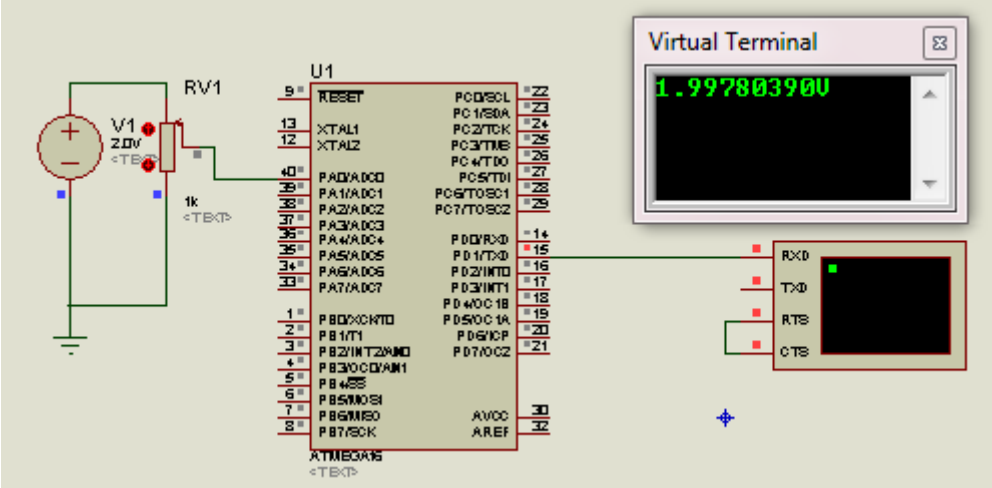 Virtual Terminal
1.99780390V
RV1
V1
2.0V
<TEXT>
1k
<TEXT>
U1
9 RESET
13 XTAL1
12 XTAL2
40 PA0/ADC0
39 PA1/ADC1
38 PA2/ADC2
37 PA3/ADC3
36 PA4/ADC4
35 PA5/ADC5
34 PA6/ADC6
33 PA7/ADC7
1 PB0/XCK/T0
2 PB1/T1
3 PB2/INT2/AIN0
4 PB3/OC0/AIN1
5 PB4/SS
6 PB5/MOSI
7 PB6/MISO
8 PB7/SCK
PC0/SCL 22
PC1/SDA 23
PC2/TCK 24
PC3/TMS 25
PC4/TDO 26
PC5/TDI 27
PC6/TOSC1 28
PC7/TOSC2 29
PD0/RXD 14
PD1/TXD 15
PD2/INT0 16
PD3/INT1 17
PD4/OC1B 18
PD5/OC1A 19
PD6/ICP 20
PD7/OC2 21
AVCC 30
AREF 32
ATMEGA16
<TEXT>
RXD
TXD
RTS
CTS